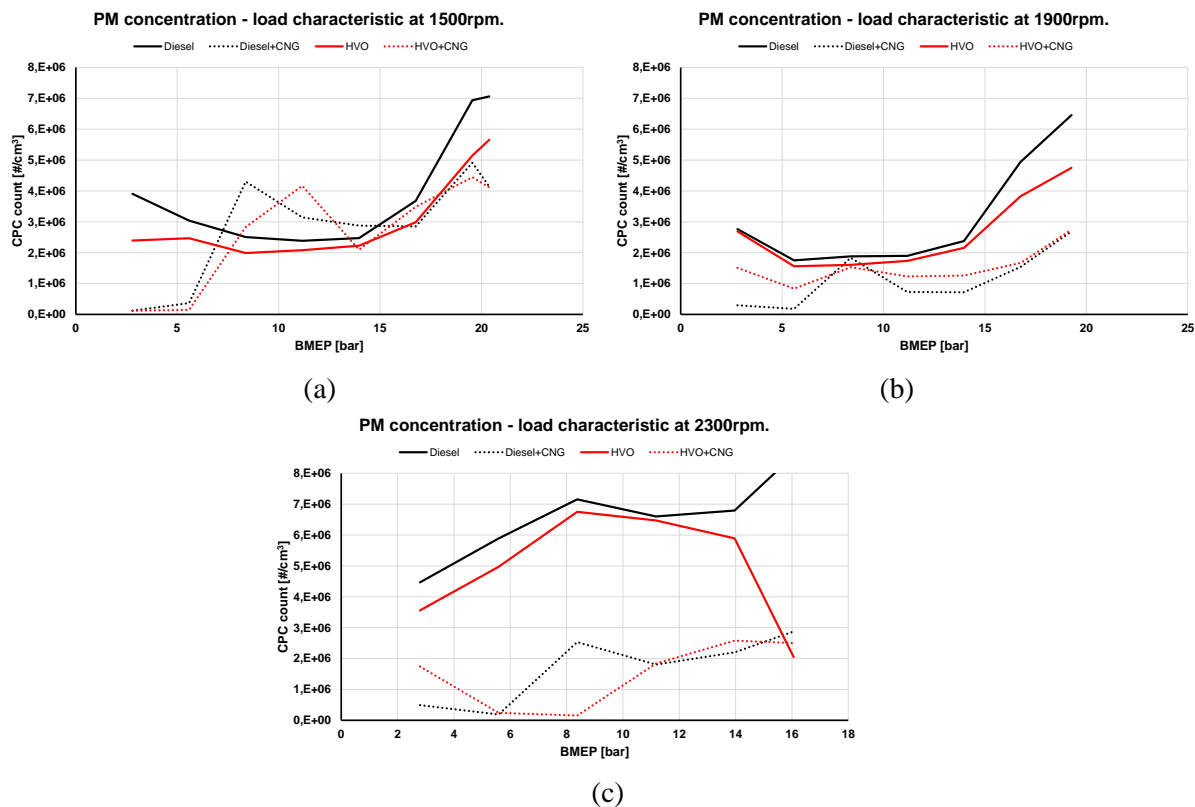 PM concentration - load characteristic at 1500rpm.
Diesel Diesel+CNG HVO HVO+CNG
8,E+06
7,E+06
6,E+06
5,E+06
4,E+06
3,E+06
2,E+06
1,E+06
0,E+00
CPC count [#/cm³]
0 5 10 15 20 25
BMEP [bar]
(a)
PM concentration - load characteristic at 1900rpm.
Diesel Diesel+CNG HVO HVO+CNG
8,E+06
7,E+06
6,E+06
5,E+06
4,E+06
3,E+06
2,E+06
1,E+06
0,E+00
CPC count [#/cm³]
0 5 10 15 20 25
BMEP [bar]
(b)
PM concentration - load characteristic at 2300rpm.
Diesel Diesel+CNG HVO HVO+CNG
8,E+06
7,E+06
6,E+06
5,E+06
4,E+06
3,E+06
2,E+06
1,E+06
0,E+00
CPC count [#/cm³]
0 2 4 6 8 10 12 14 16 18
BMEP [bar]
(c)